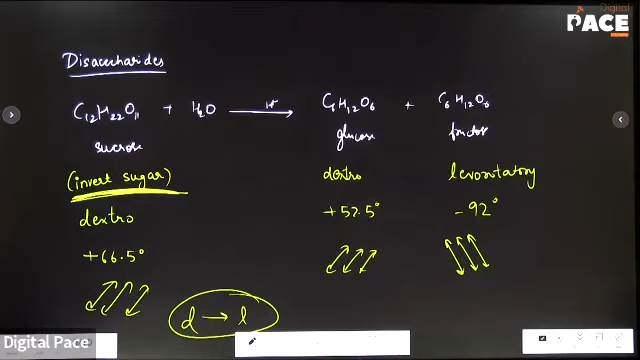 Digital
PACE
Disaccharides
C12H22O11 + H2O H+ C6H12O6 + C6H12O6
sucrose glucose fructose
(invert sugar) dextro levorotatory
dextro +52.5° -92°
+66.5°
d → l
Digital Pace